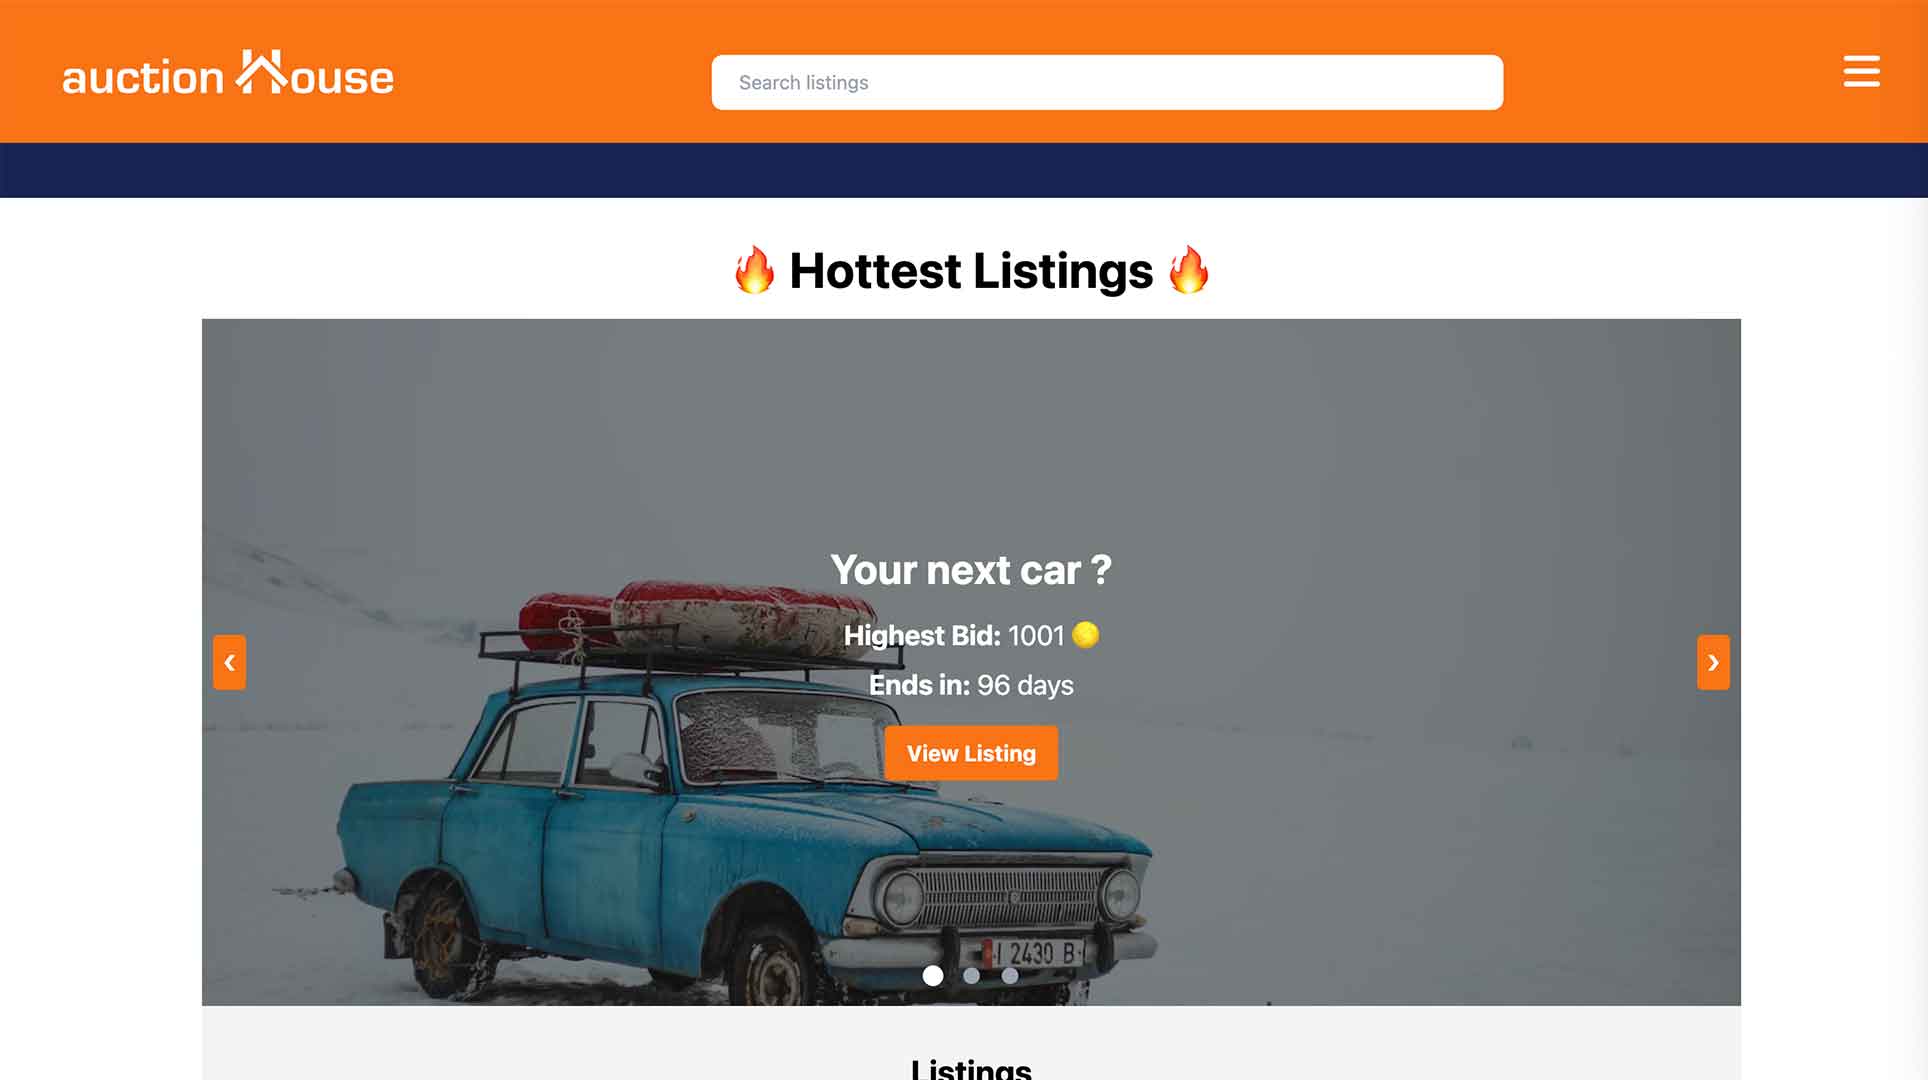 auction House
Search listings
🔥 Hottest Listings 🔥
Your next car ?
Highest Bid: 1001
Ends in: 96 days
‹
›
View Listing
I 2430 B
Listings